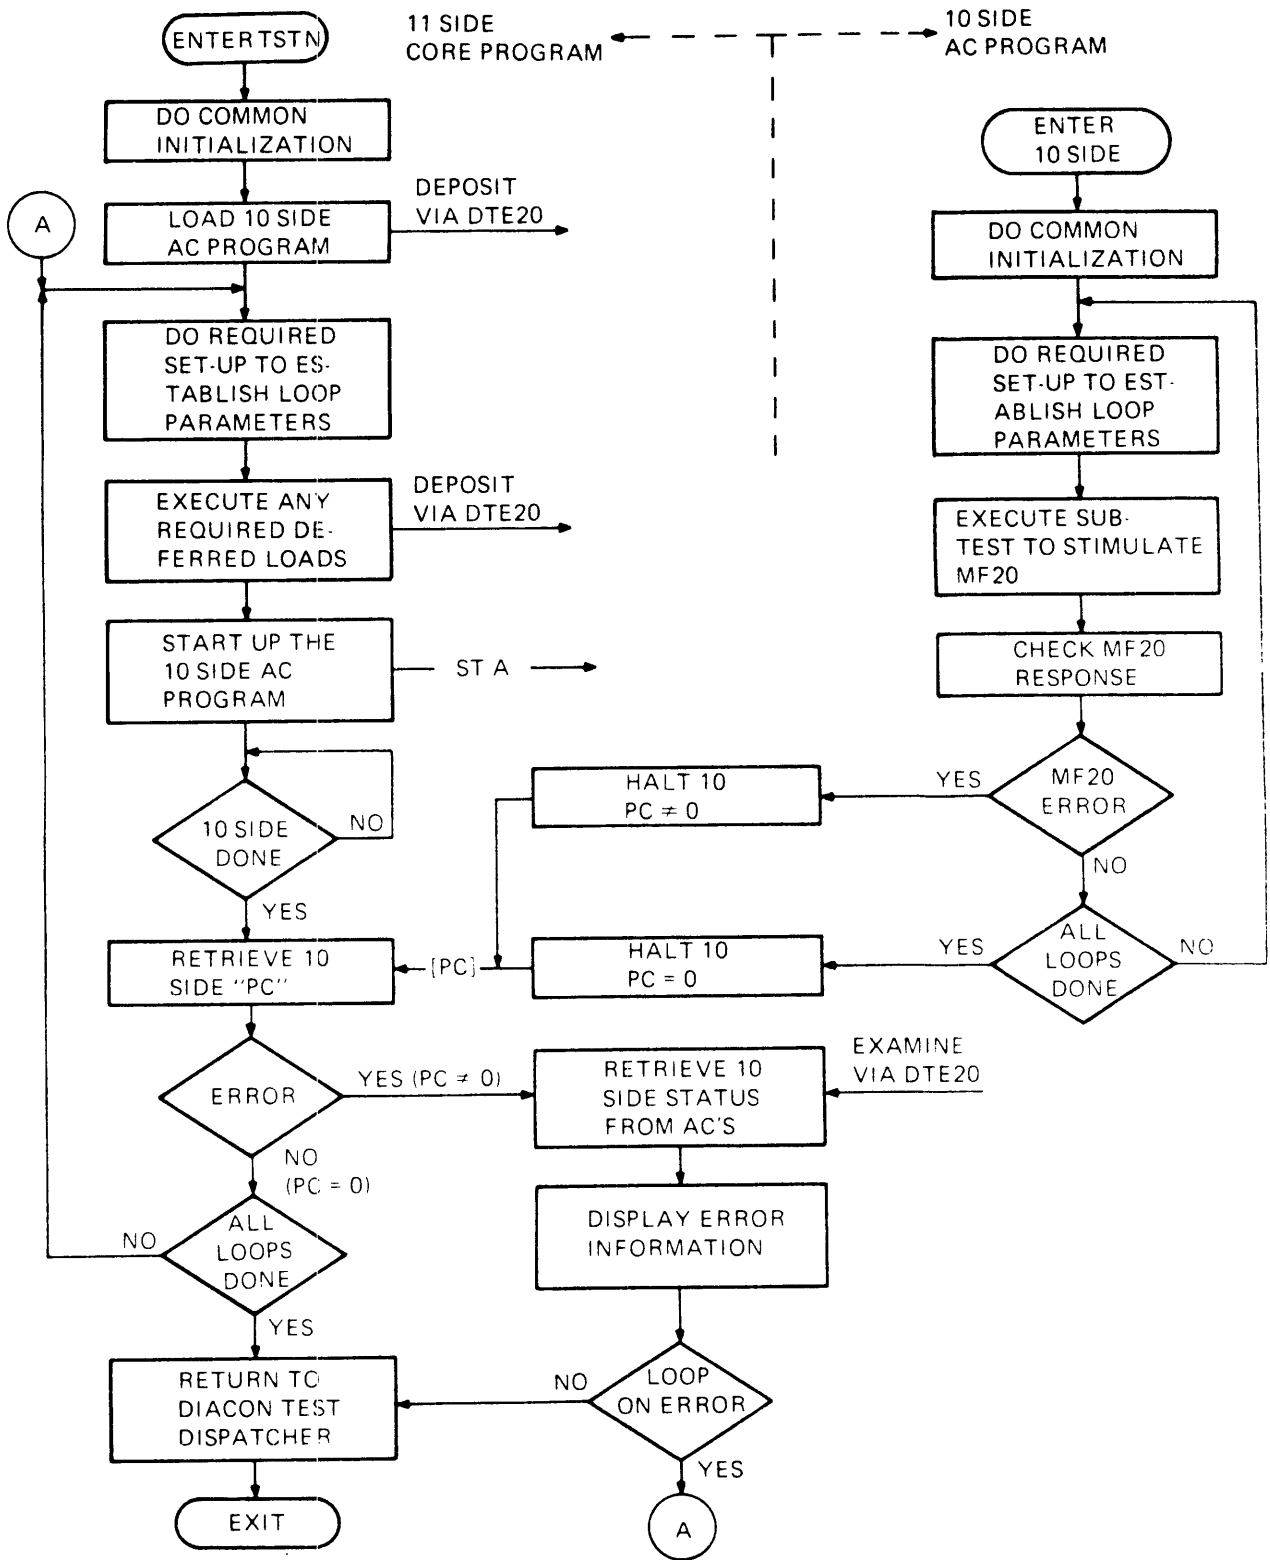 ENTER TSTN
11 SIDE
CORE PROGRAM
10 SIDE
AC PROGRAM
DO COMMON
INITIALIZATION
A
LOAD 10 SIDE
AC PROGRAM
DEPOSIT
VIA DTE20
DO REQUIRED
SET-UP TO ES-
TABLISH LOOP
PARAMETERS
EXECUTE ANY
REQUIRED DE-
FERRED LOADS
DEPOSIT
VIA DTE20
START UP THE
10 SIDE AC
PROGRAM
ST A
10 SIDE
DONE
NO
YES
RETRIEVE 10
SIDE "PC"
[PC]
ERROR
YES (PC ≠ 0)
NO
(PC = 0)
ALL
LOOPS
DONE
NO
YES
RETURN TO
DIACON TEST
DISPATCHER
EXIT
ENTER
10 SIDE
DO COMMON
INITIALIZATION
DO REQUIRED
SET-UP TO EST-
ABLISH LOOP
PARAMETERS
EXECUTE SUB-
TEST TO STIMULATE
MF20
CHECK MF20
RESPONSE
MF20
ERROR
YES
NO
HALT 10
PC ≠ 0
ALL
LOOPS
DONE
YES
NO
HALT 10
PC = 0
RETRIEVE 10
SIDE STATUS
FROM AC'S
EXAMINE
VIA DTE20
DISPLAY ERROR
INFORMATION
LOOP
ON ERROR
NO
YES
A